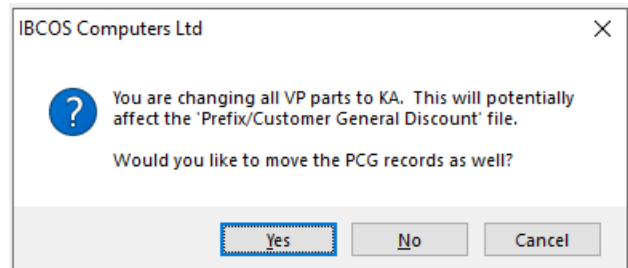 IBCOS Computers Ltd
You are changing all VP parts to KA. This will potentially
affect the 'Prefix/Customer General Discount' file.
Would you like to move the PCG records as well?
Yes
No
Cancel